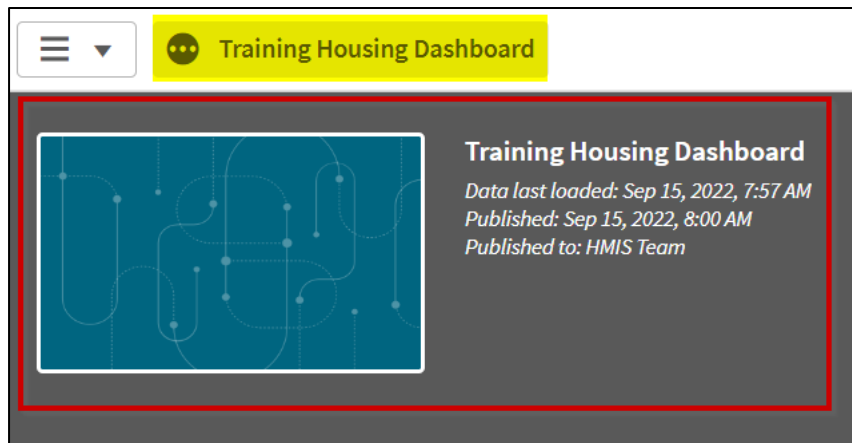 Training Housing Dashboard
Training Housing Dashboard
Data last loaded: Sep 15, 2022, 7:57 AM
Published: Sep 15, 2022, 8:00 AM
Published to: HMIS Team